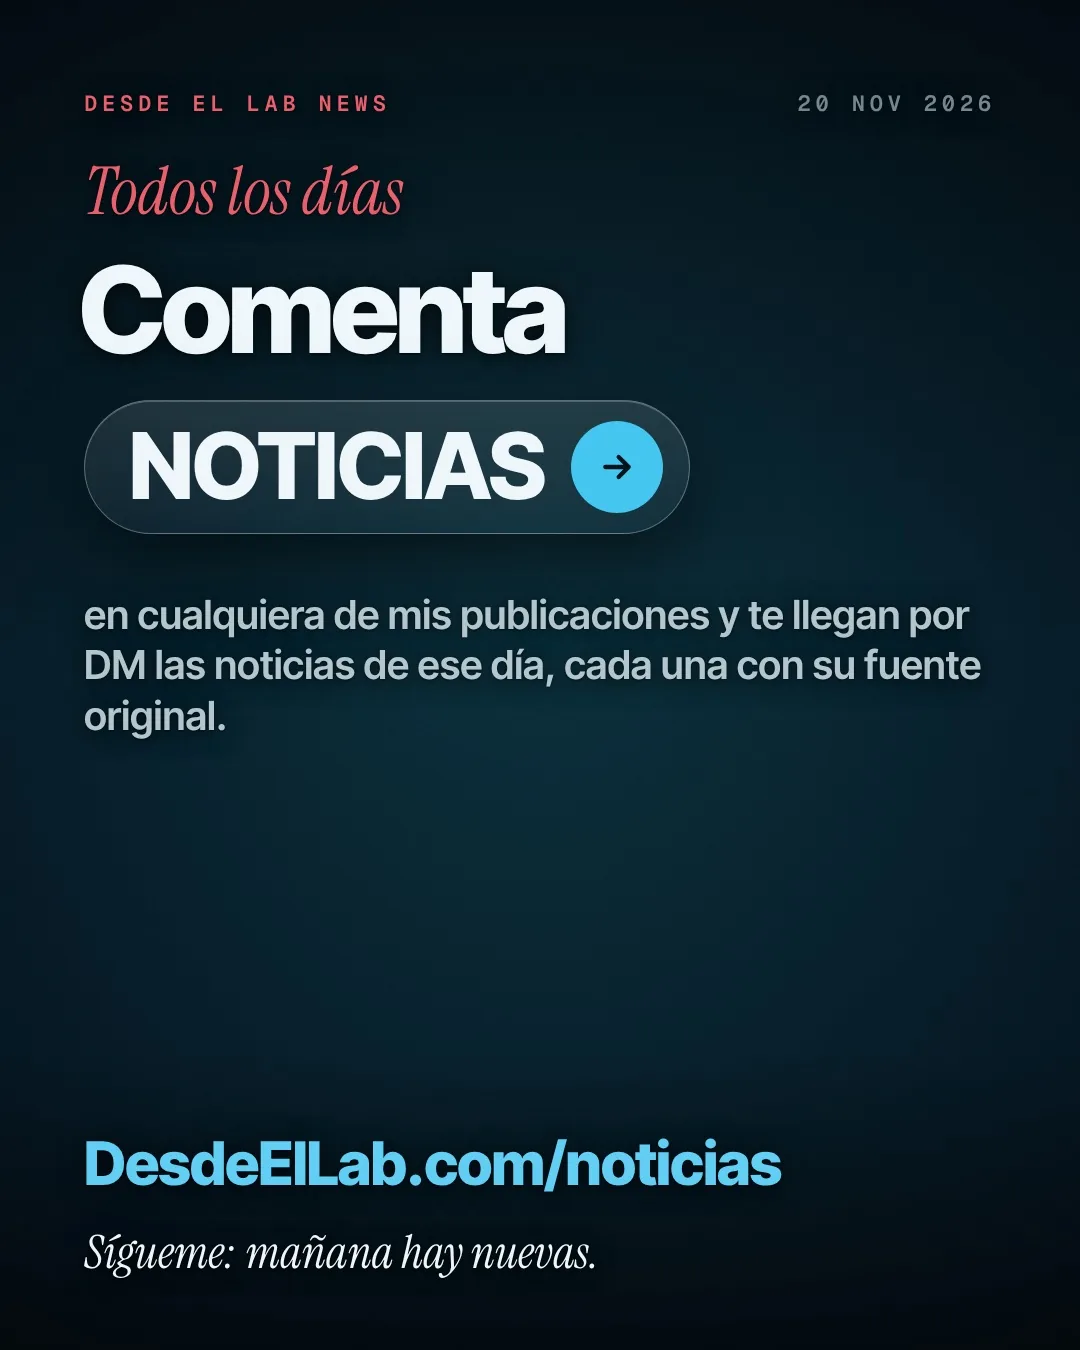 DESDE EL LAB NEWS
20 NOV 2026
Todos los días
Comenta
NOTICIAS →
en cualquiera de mis publicaciones y te llegan por
DM las noticias de ese día, cada una con su fuente
original.
DesdeElLab.com/noticias
Sígueme: mañana hay nuevas.